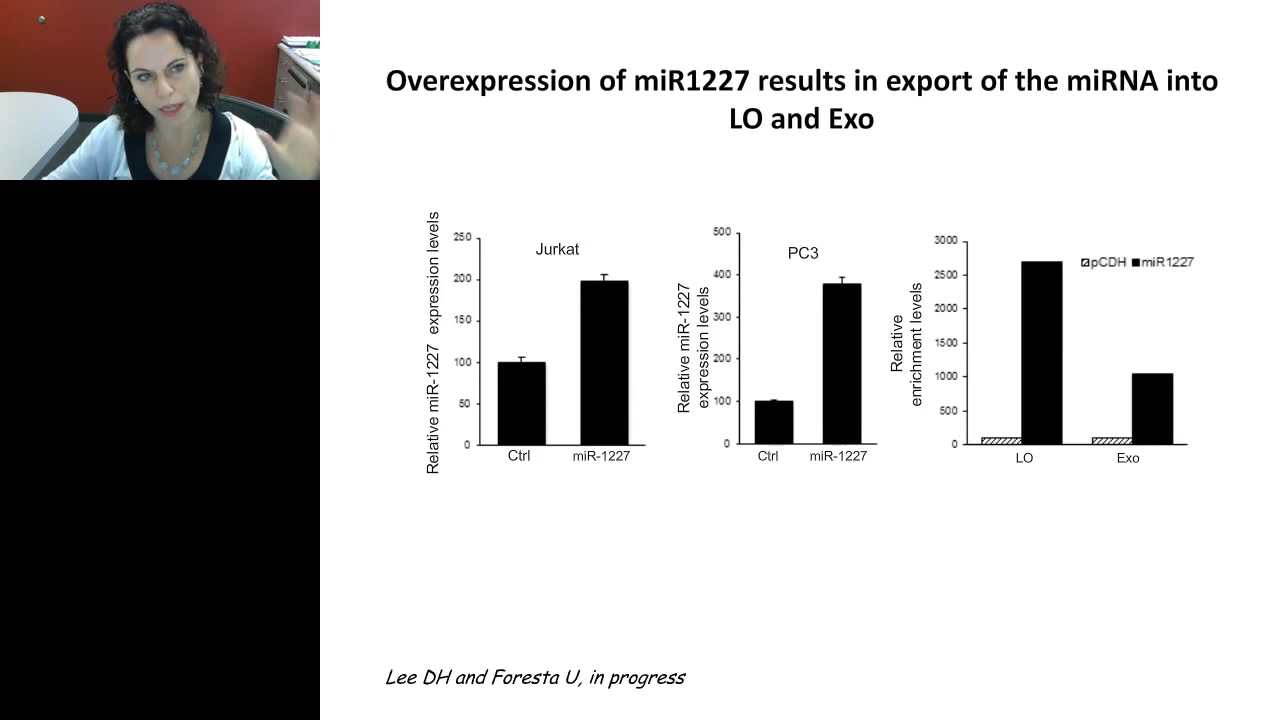 Overexpression of miR1227 results in export of the miRNA into
LO and Exo
Relative miR-1227 expression levels
250
200
150
100
50
0
Jurkat
Ctrl
miR-1227
Relative miR-1227
expression levels
500
400
300
200
100
0
PC3
Ctrl
miR-1227
Relative
enrichment levels
3000
2500
2000
1500
1000
500
0
pCDH miR1227
LO
Exo
Lee DH and Foresta U, in progress